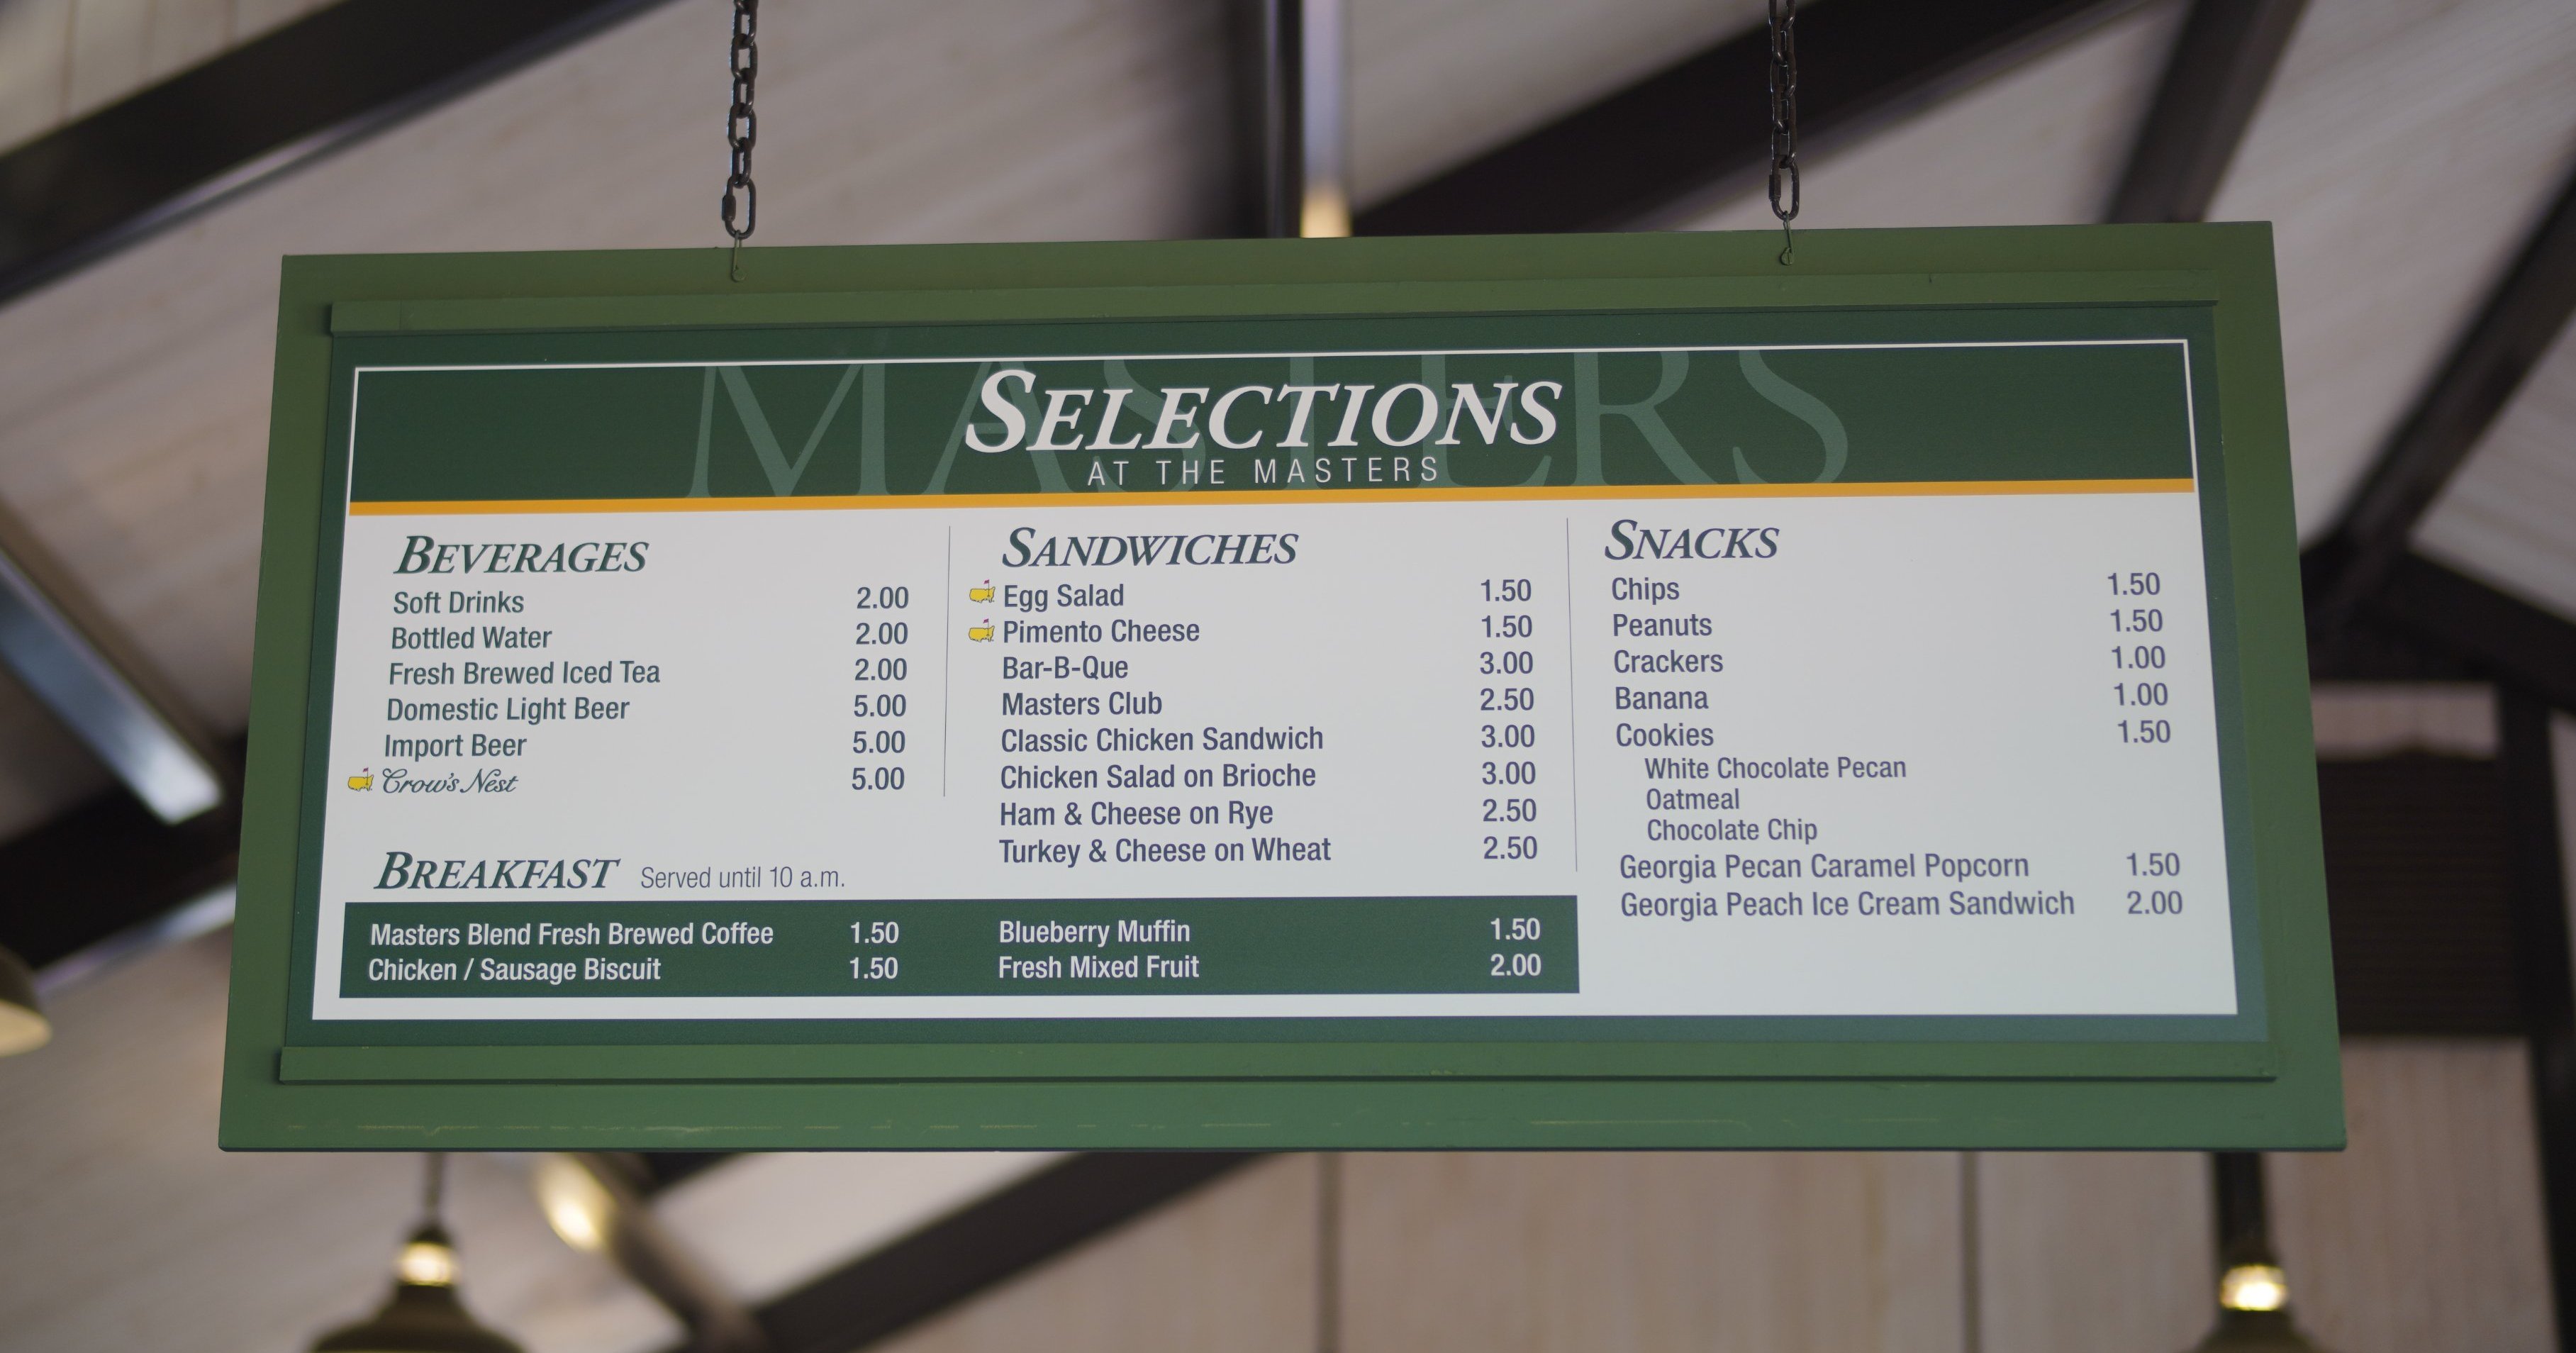 MASTERS
SELECTIONS
AT THE MASTERS
BEVERAGES
Soft Drinks 2.00
Bottled Water 2.00
Fresh Brewed Iced Tea 2.00
Domestic Light Beer 5.00
Import Beer 5.00
Crow's Nest 5.00
SANDWICHES
Egg Salad 1.50
Pimento Cheese 1.50
Bar-B-Que 3.00
Masters Club 2.50
Classic Chicken Sandwich 3.00
Chicken Salad on Brioche 3.00
Ham & Cheese on Rye 2.50
Turkey & Cheese on Wheat 2.50
SNACKS
Chips 1.50
Peanuts 1.50
Crackers 1.00
Banana 1.00
Cookies 1.50
White Chocolate Pecan
Oatmeal
Chocolate Chip
Georgia Pecan Caramel Popcorn 1.50
Georgia Peach Ice Cream Sandwich 2.00
BREAKFAST Served until 10 a.m.
Masters Blend Fresh Brewed Coffee 1.50
Chicken / Sausage Biscuit 1.50
Blueberry Muffin 1.50
Fresh Mixed Fruit 2.00